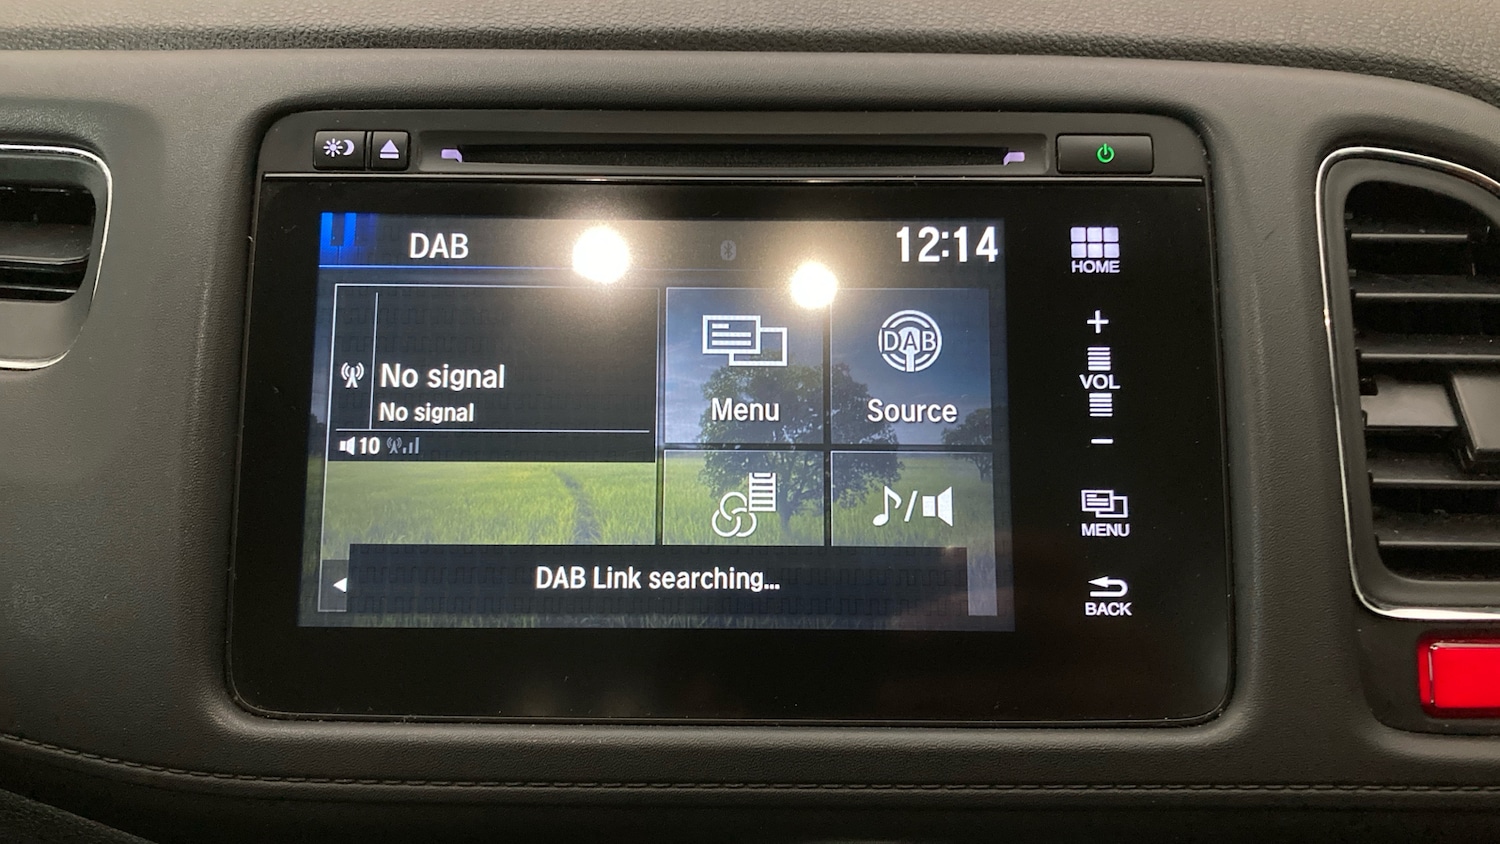 DAB
12:14
HOME
No signal
No signal
10
Menu
DAB
Source
+
VOL
−
DAB Link searching...
MENU
BACK